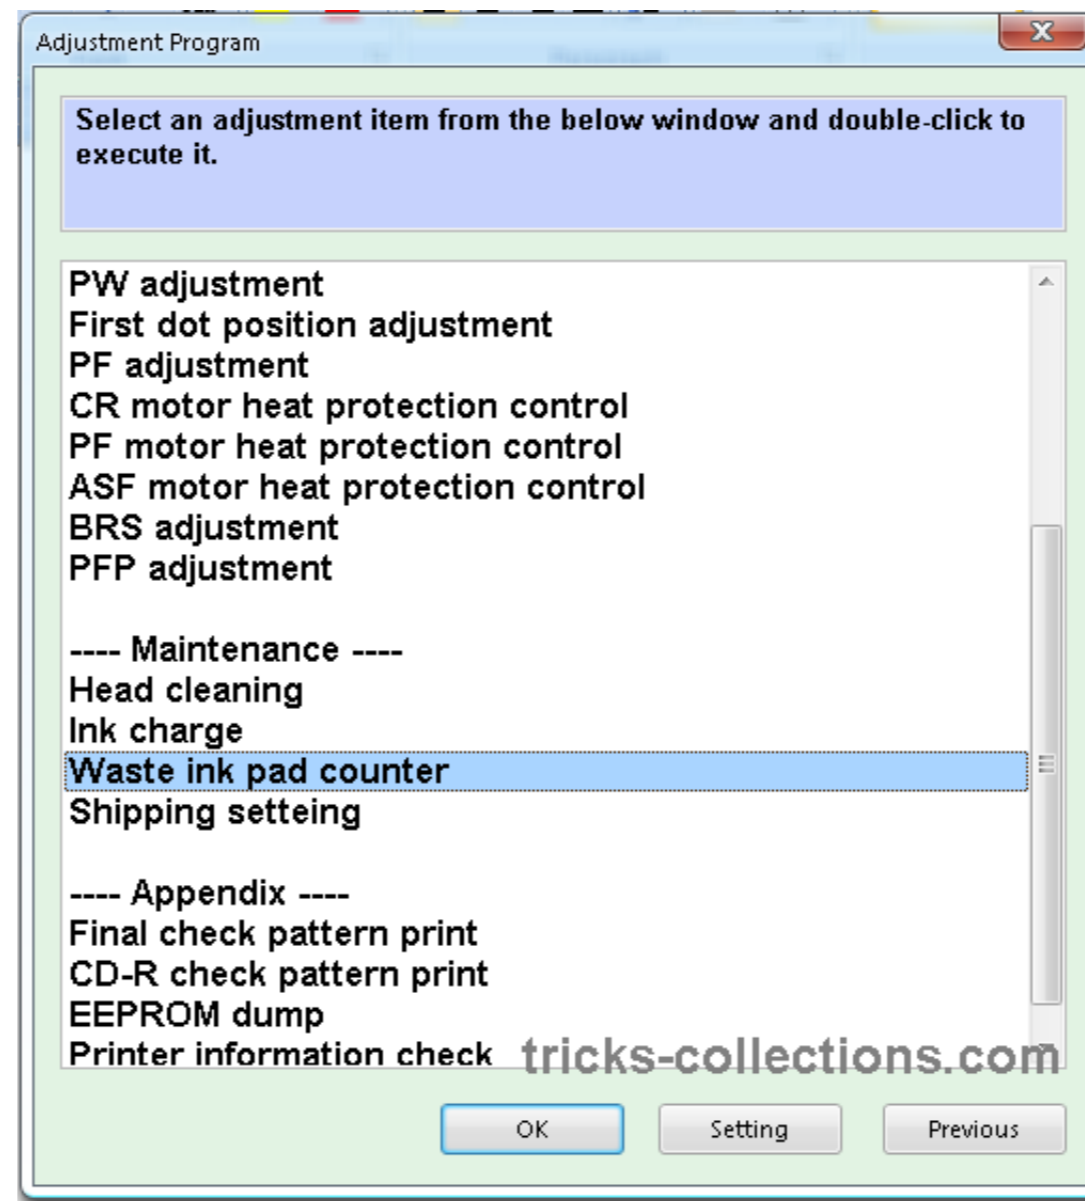 Adjustment Program
Select an adjustment item from the below window and double-click to
execute it.
PW adjustment
First dot position adjustment
PF adjustment
CR motor heat protection control
PF motor heat protection control
ASF motor heat protection control
BRS adjustment
PFP adjustment
---- Maintenance ----
Head cleaning
Ink charge
Waste ink pad counter
Shipping setteing
---- Appendix ----
Final check pattern print
CD-R check pattern print
EEPROM dump
Printer information check
tricks-collections.com
OK Setting Previous